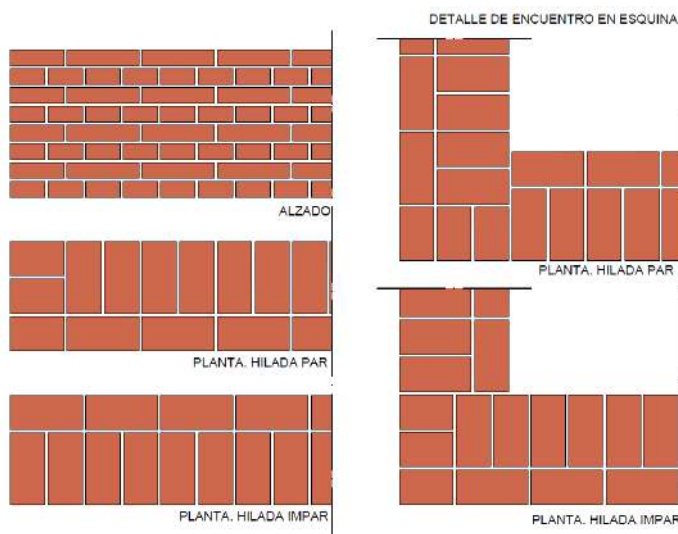 DETALLE DE ENCUENTRO EN ESQUINA
ALZADO
PLANTA. HILADA PAR
PLANTA. HILADA IMPAR
PLANTA. HILADA PAR
PLANTA. HILADA IMPAR